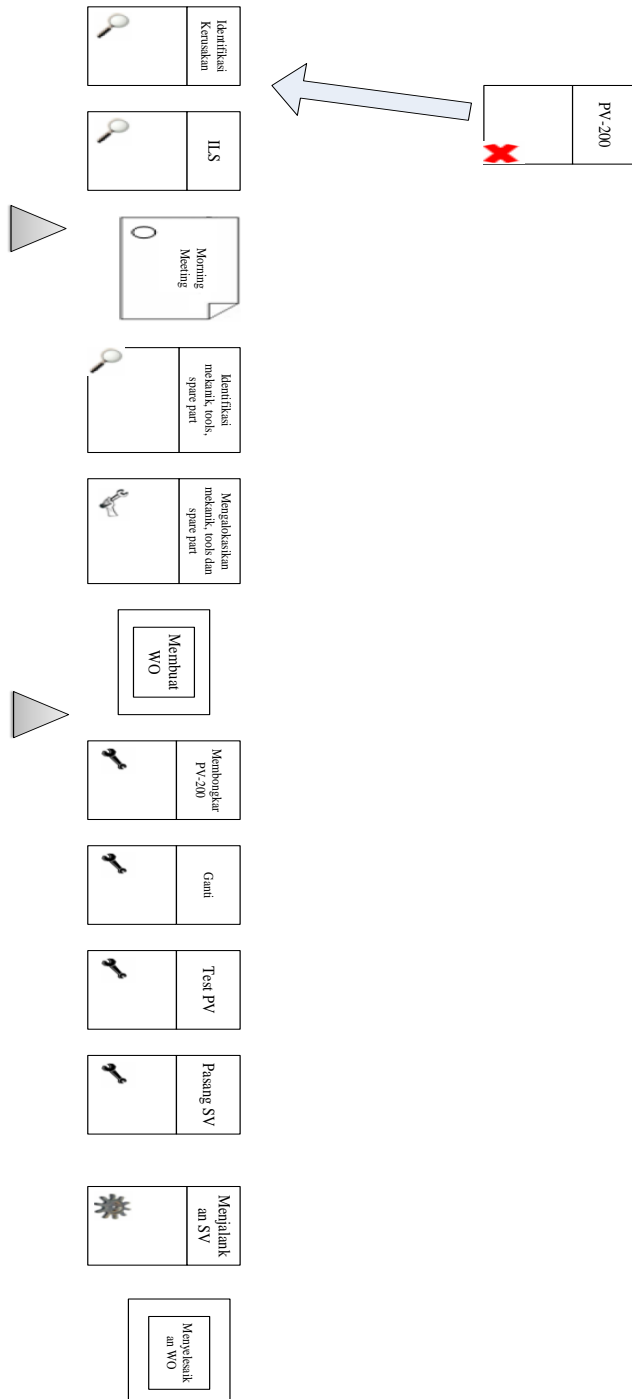 PV-200
Identifikasi
Kerusakan
ILS
Morning
Meeting
Identifikasi
mekanik, tools,
spare part
Mengalokasikan
mekanik, tools dan
spare part
Membuat
WO
Membongkar
PV-200
Ganti
Test PV
Pasang SV
Menjalank
an SV
Menyelesaik
an WO